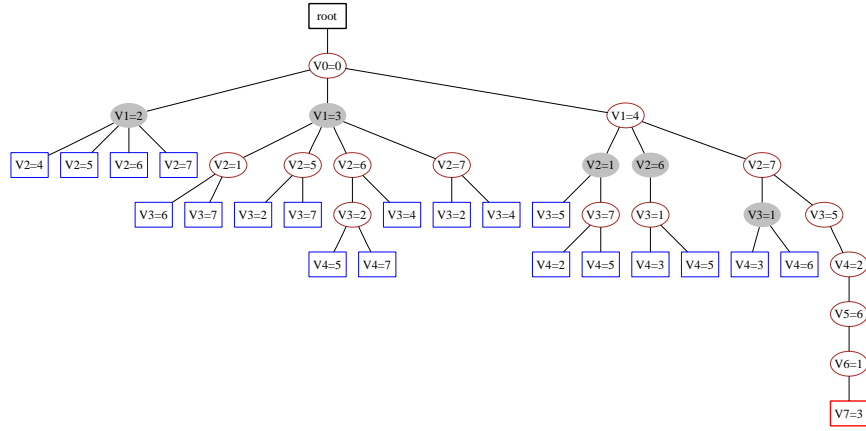 root
V0=0
V1=2 V1=3 V1=4
V2=4 V2=5 V2=6 V2=7 V2=1 V2=5 V2=6 V2=7 V2=1 V2=6 V2=7
V3=6 V3=7 V3=2 V3=7 V3=2 V3=4 V3=2 V3=4 V3=5 V3=7 V3=1 V3=1 V3=5
V4=5 V4=7 V4=2 V4=5 V4=3 V4=5 V4=3 V4=6 V4=2
V5=6
V6=1
V7=3